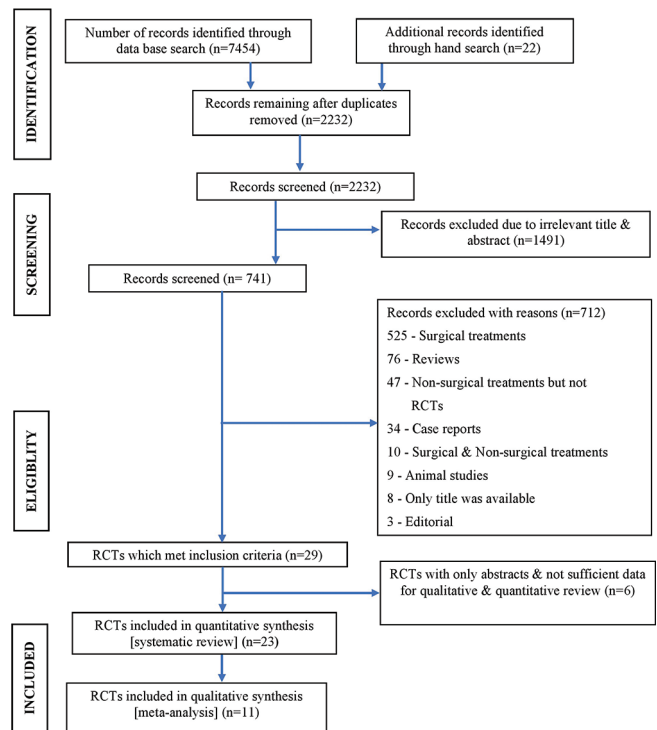 IDENTIFICATION
Number of records identified through
data base search (n=7454)
Additional records identified
through hand search (n=22)
Records remaining after duplicates
removed (n=2232)
Records screened (n=2232)
SCREENING
Records excluded due to irrelevant title &
abstract (n=1491)
Records screened (n= 741)
Records excluded with reasons (n=712)
525 - Surgical treatments
76 - Reviews
47 - Non-surgical treatments but not
RCTs
34 - Case reports
10 - Surgical & Non-surgical treatments
9 - Animal studies
8 - Only title was available
3 - Editorial
ELIGIBLITY
RCTs which met inclusion criteria (n=29)
RCTs with only abstracts & not sufficient data
for qualitative & quantitative review (n=6)
INCLUDED
RCTs included in quantitative synthesis
[systematic review] (n=23)
RCTs included in qualitative synthesis
[meta-analysis] (n=11)